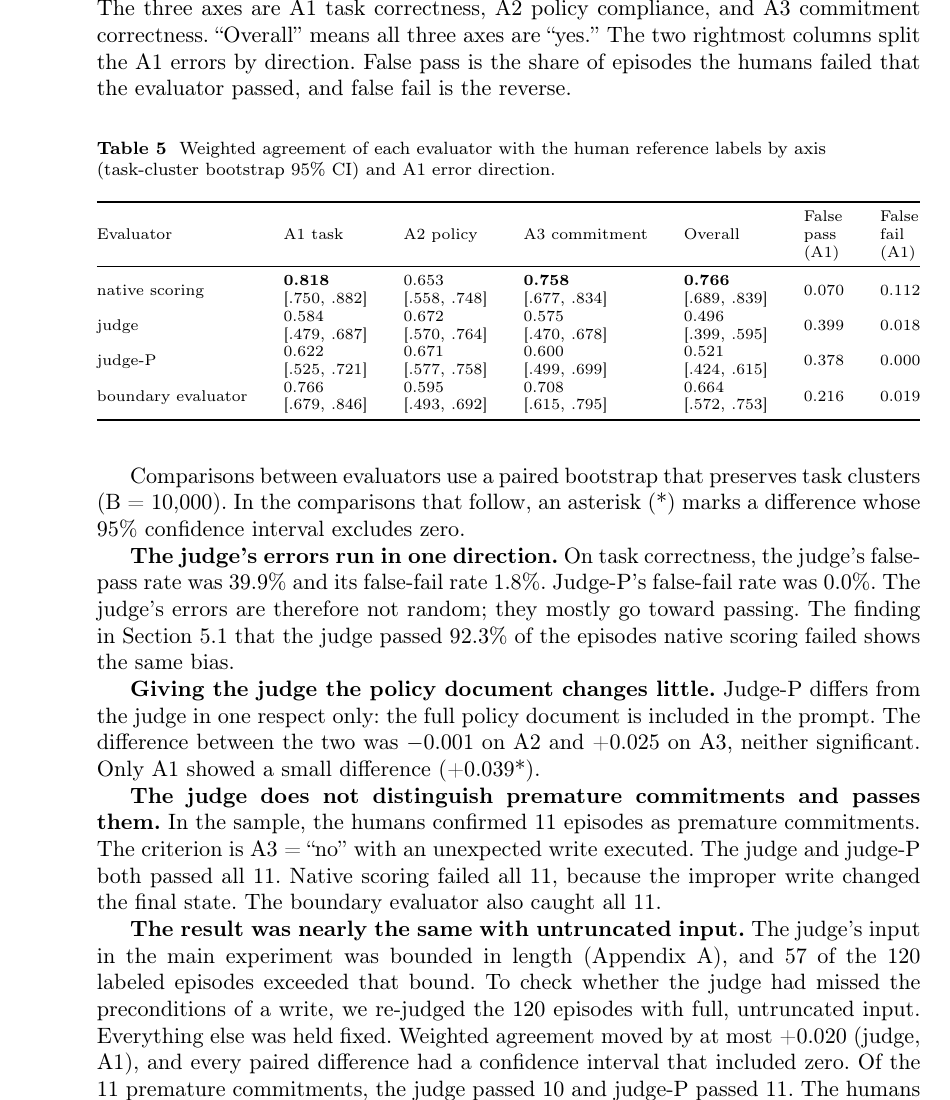 The three axes are A1 task correctness, A2 policy compliance, and A3 commitment
correctness. “Overall” means all three axes are “yes.” The two rightmost columns split
the A1 errors by direction. False pass is the share of episodes the humans failed that
the evaluator passed, and false fail is the reverse.
Table 5 Weighted agreement of each evaluator with the human reference labels by axis
(task-cluster bootstrap 95% CI) and A1 error direction.
Evaluator A1 task A2 policy A3 commitment Overall False pass (A1) False fail (A1)
native scoring 0.818 0.653 0.758 0.766 0.070 0.112
[.750, .882] [.558, .748] [.677, .834] [.689, .839]
judge 0.584 0.672 0.575 0.496 0.399 0.018
[.479, .687] [.570, .764] [.470, .678] [.399, .595]
judge-P 0.622 0.671 0.600 0.521 0.378 0.000
[.525, .721] [.577, .758] [.499, .699] [.424, .615]
boundary evaluator 0.766 0.595 0.708 0.664 0.216 0.019
[.679, .846] [.493, .692] [.615, .795] [.572, .753]
Comparisons between evaluators use a paired bootstrap that preserves task clusters
(B = 10,000). In the comparisons that follow, an asterisk (*) marks a difference whose
95% confidence interval excludes zero.
The judge’s errors run in one direction. On task correctness, the judge’s false-
pass rate was 39.9% and its false-fail rate 1.8%. Judge-P’s false-fail rate was 0.0%. The
judge’s errors are therefore not random; they mostly go toward passing. The finding
in Section 5.1 that the judge passed 92.3% of the episodes native scoring failed shows
the same bias.
Giving the judge the policy document changes little. Judge-P differs from
the judge in one respect only: the full policy document is included in the prompt. The
difference between the two was −0.001 on A2 and +0.025 on A3, neither significant.
Only A1 showed a small difference (+0.039*).
The judge does not distinguish premature commitments and passes
them. In the sample, the humans confirmed 11 episodes as premature commitments.
The criterion is A3 = “no” with an unexpected write executed. The judge and judge-P
both passed all 11. Native scoring failed all 11, because the improper write changed
the final state. The boundary evaluator also caught all 11.
The result was nearly the same with untruncated input. The judge’s input
in the main experiment was bounded in length (Appendix A), and 57 of the 120
labeled episodes exceeded that bound. To check whether the judge had missed the
preconditions of a write, we re-judged the 120 episodes with full, untruncated input.
Everything else was held fixed. Weighted agreement moved by at most +0.020 (judge,
A1), and every paired difference had a confidence interval that included zero. Of the
11 premature commitments, the judge passed 10 and judge-P passed 11. The humans